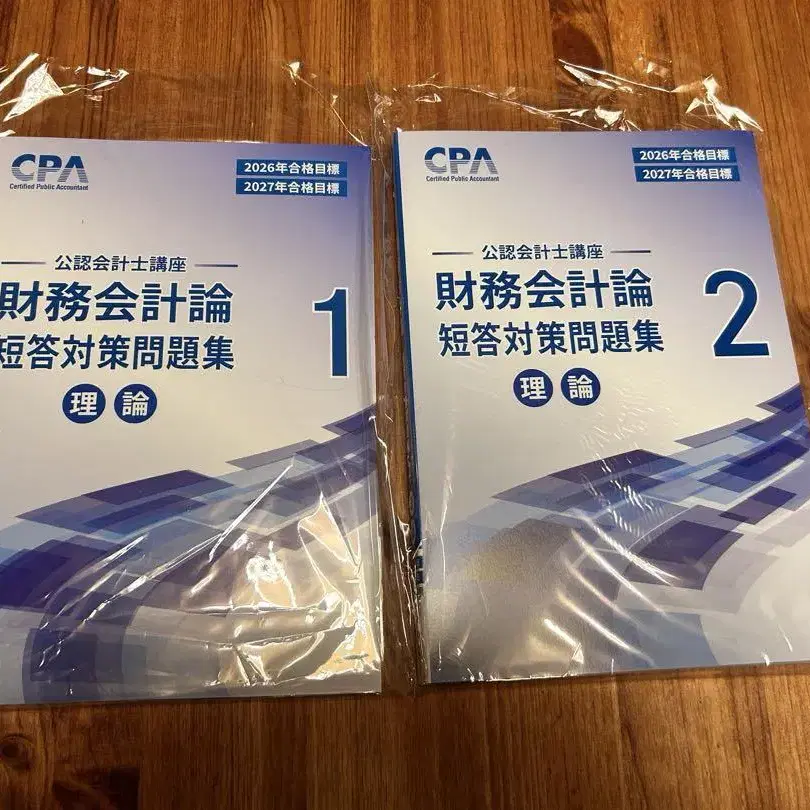 CPA
Certified Public Accountant
2026年合格目標
2027年合格目標
公認会計士講座
財務会計論
短答対策問題集
1
理論
CPA
Certified Public Accountant
2026年合格目標
2027年合格目標
公認会計士講座
財務会計論
短答対策問題集
2
理論